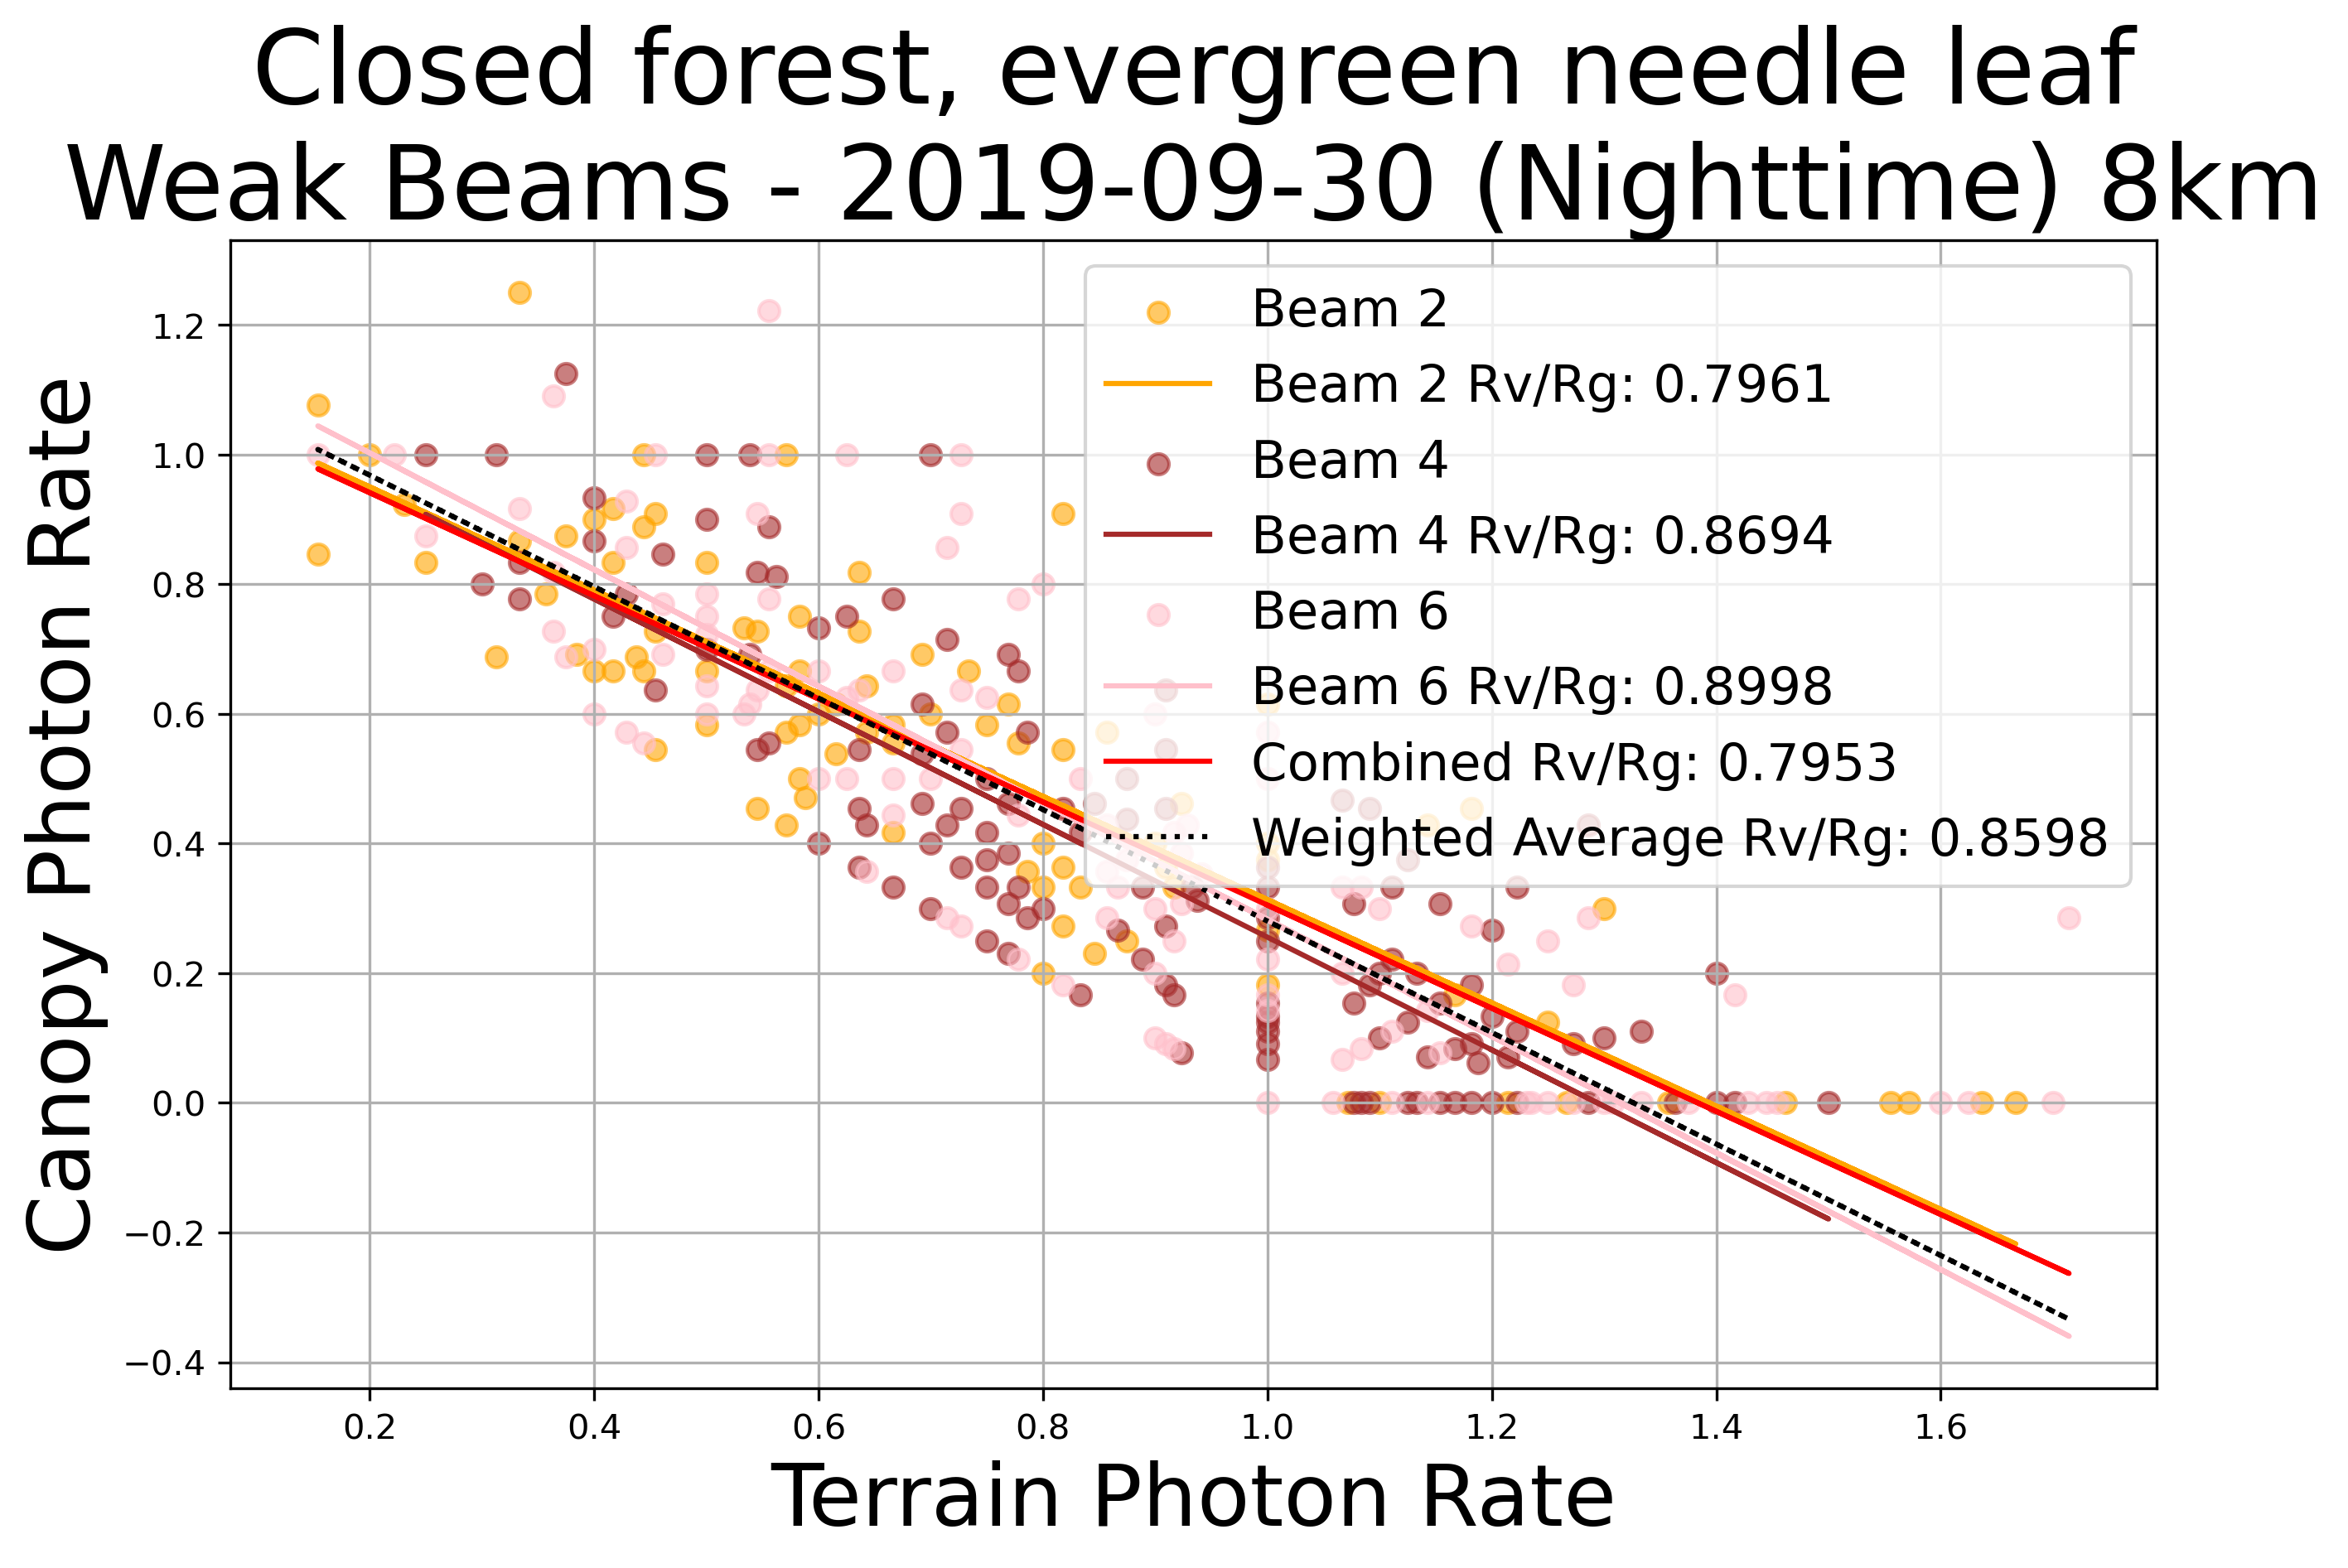 Closed forest, evergreen needle leaf
Weak Beams - 2019-09-30 (Nighttime) 8km
Canopy Photon Rate
1.2
1.0
0.8
0.6
0.4
0.2
0.0
−0.2
−0.4
Beam 2
Beam 2 Rv/Rg: 0.7961
Beam 4
Beam 4 Rv/Rg: 0.8694
Beam 6
Beam 6 Rv/Rg: 0.8998
Combined Rv/Rg: 0.7953
Weighted Average Rv/Rg: 0.8598
0.2 0.4 0.6 0.8 1.0 1.2 1.4 1.6
Terrain Photon Rate